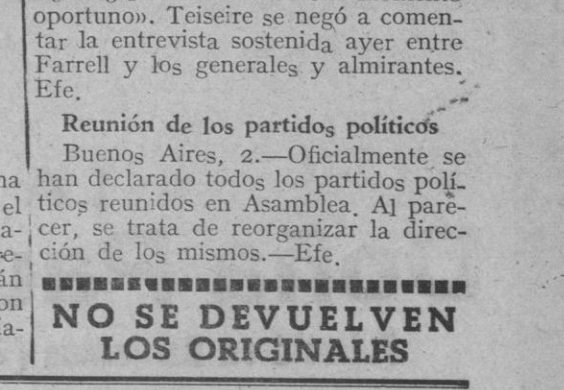 oportuno». Teiseire se negó a comen-
tar la entrevista sostenida ayer entre
Farrell y los generales y almirantes.
Efe.
Reunión de los partidos políticos
Buenos Aires, 2.—Oficialmente se
han declarado todos los partidos polí-
ticos reunidos en Asamblea. Al pare-
cer, se trata de reorganizar la direc-
ción de los mismos.—Efe.
NO SE DEVUELVEN
LOS ORIGINALES